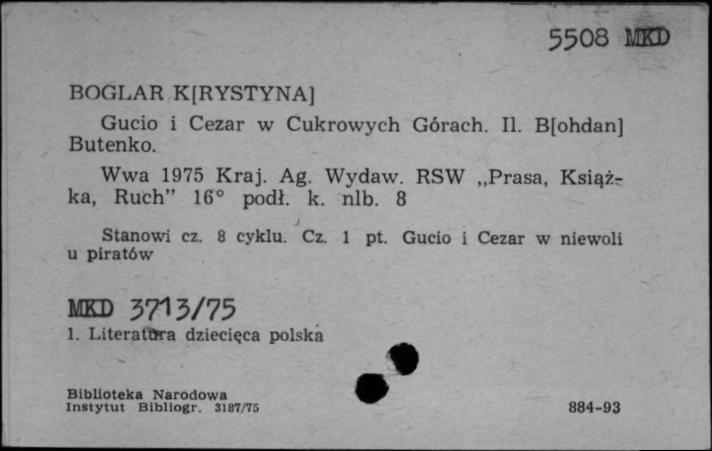 5508 MKD
BOGLAR K[RYSTYNA]
Gucio i Cezar w Cukrowych Górach. Il. B[ohdan]
Butenko.
Wwa 1975 Kraj. Ag. Wydaw. RSW „Prasa, Książ-
ka, Ruch” 16° podł. k. nlb. 8
Stanowi cz. 8 cyklu. Cz. 1 pt. Gucio i Cezar w niewoli
u piratów
MKD 3713/75
1. Literatura dziecięca polska
Biblioteka Narodowa
Instytut Bibliogr. 3187/75
884-93